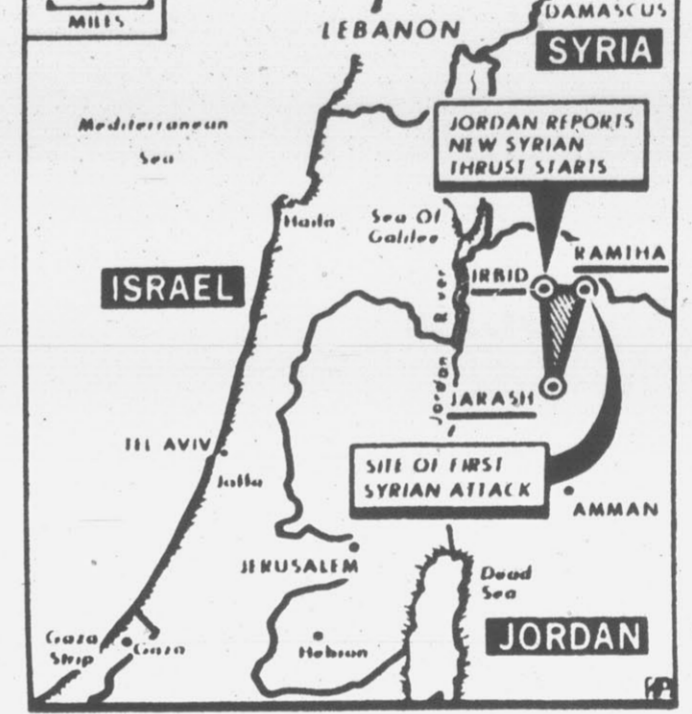 MILES
LEBANON
DAMASCUS
SYRIA
Mediterranean
Sea
JORDAN REPORTS
NEW SYRIAN
THRUST STARTS
Haifa
Sea Of
Galilee
RAMTHA
IRBID
ISRAEL
Jordan River
JARASH
TEL AVIV
Jaffa
SITE OF FIRST
SYRIAN ATTACK
AMMAN
JERUSALEM
Dead
Sea
Gaza
Strip
Gaza
Hebron
JORDAN
AP